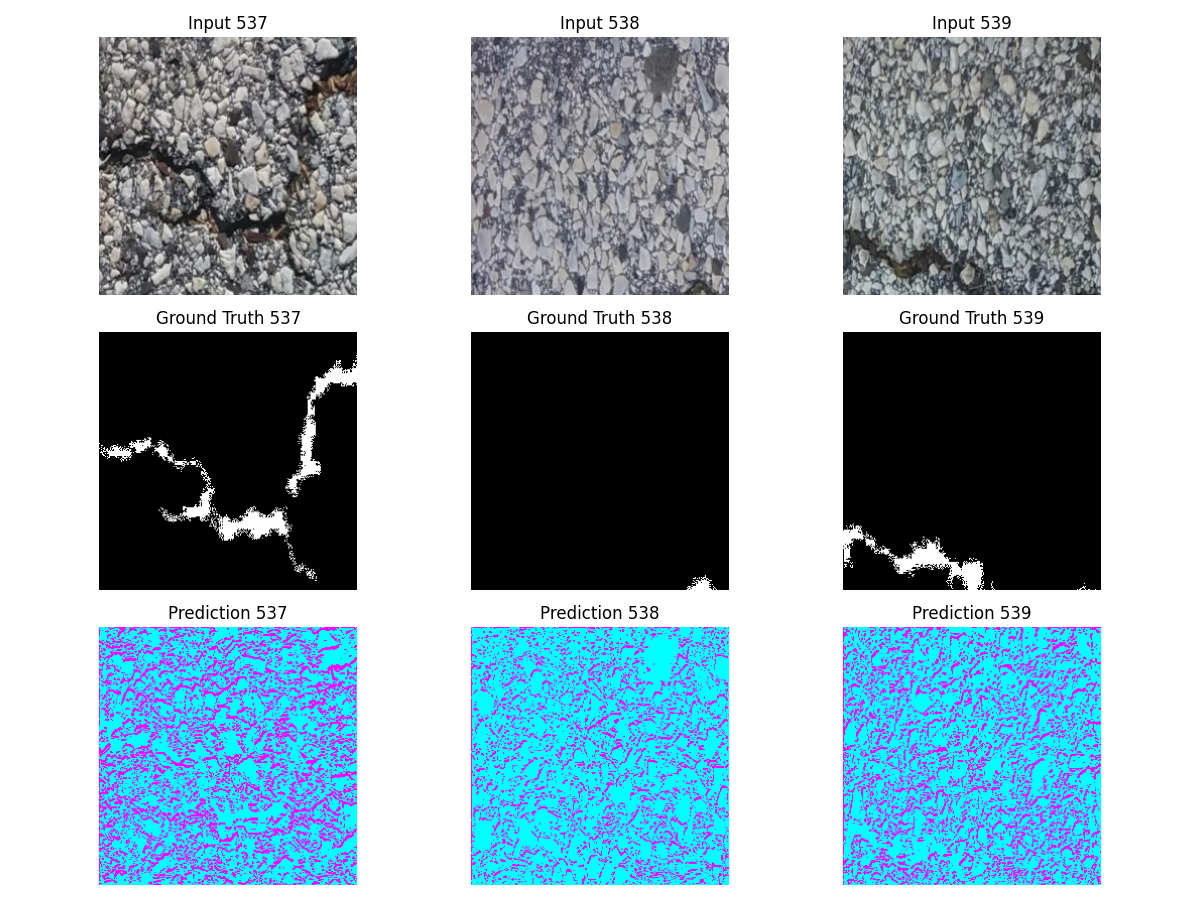 Input 537
Input 538
Input 539
Ground Truth 537
Ground Truth 538
Ground Truth 539
Prediction 537
Prediction 538
Prediction 539